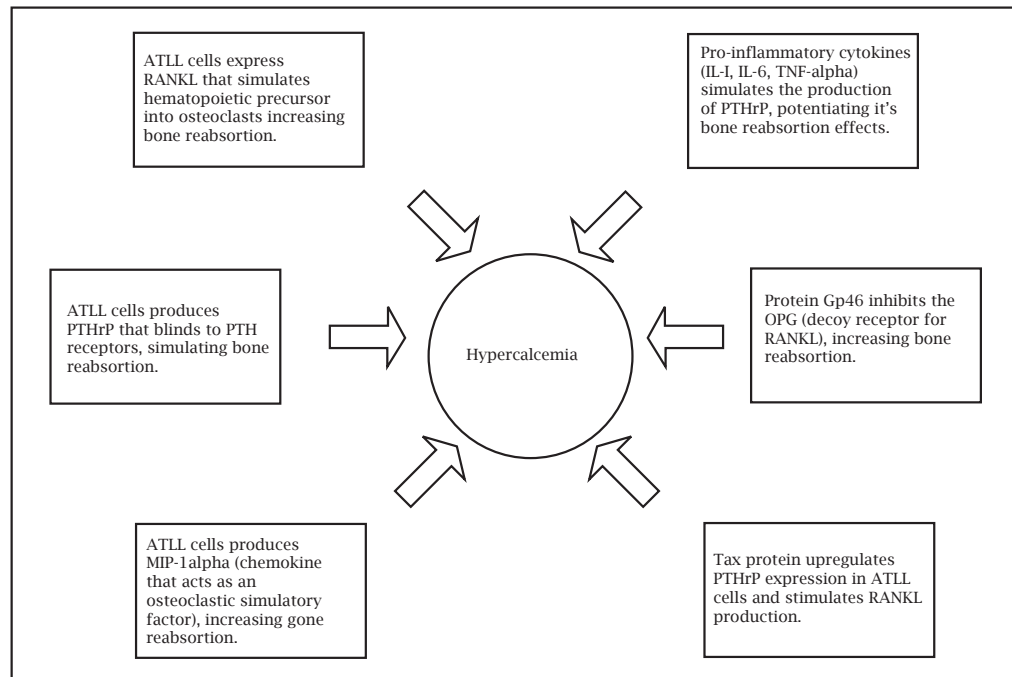 ATLL cells express
RANKL that simulates
hematopoietic precursor
into osteoclasts increasing
bone reabsortion.
Pro-inflammatory cytokines
(IL-I, IL-6, TNF-alpha)
simulates the production
of PTHrP, potentiating it's
bone reabsortion effects.
ATLL cells produces
PTHrP that blinds to PTH
receptors, simulating bone
reabsortion.
Hypercalcemia
Protein Gp46 inhibits the
OPG (decoy receptor for
RANKL), increasing bone
reabsortion.
ATLL cells produces
MIP-1alpha (chemokine
that acts as an
osteoclastic simulatory
factor), increasing gone
reabsortion.
Tax protein upregulates
PTHrP expression in ATLL
cells and stimulates RANKL
production.